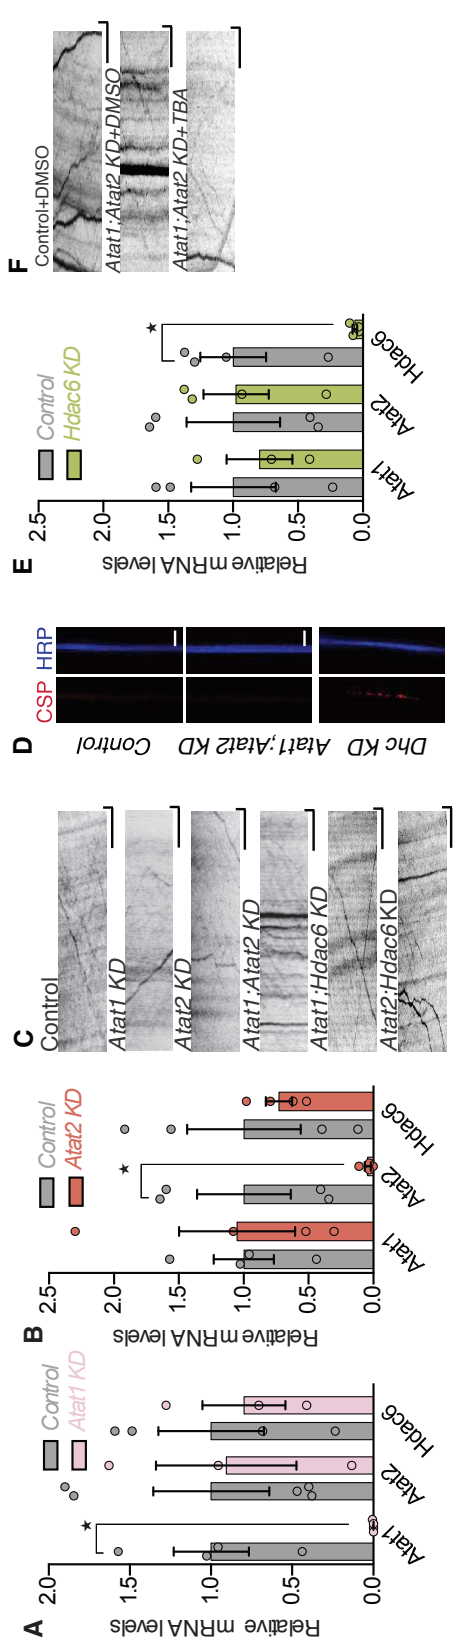 A
Relative mRNA levels
2.0
1.5
1.0
0.5
0.0
Control
Atat1 KD
★
Atat1
Atat2
Hdac6
B
Relative mRNA levels
2.5
2.0
1.5
1.0
0.5
0.0
Control
Atat2 KD
★
Atat1
Atat2
Hdac6
C
Control
Atat1 KD
Atat2 KD
Atat1;Atat2 KD
Atat1;Hdac6 KD
Atat2;Hdac6 KD
D
CSP HRP
Control
Atat1;Atat2 KD
Dhc KD
E
Relative mRNA levels
2.5
2.0
1.5
1.0
0.5
0.0
Control
Hdac6 KD
★
Atat1
Atat2
Hdac6
F
Control+DMSO
Atat1;Atat2 KD+DMSO
Atat1;Atat2 KD+TBA